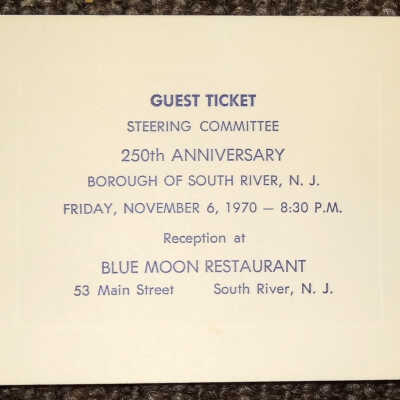 GUEST TICKET
STEERING COMMITTEE
250th ANNIVERSARY
BOROUGH OF SOUTH RIVER, N. J.
FRIDAY, NOVEMBER 6, 1970 — 8:30 P.M.
Reception at
BLUE MOON RESTAURANT
53 Main Street South River, N. J.